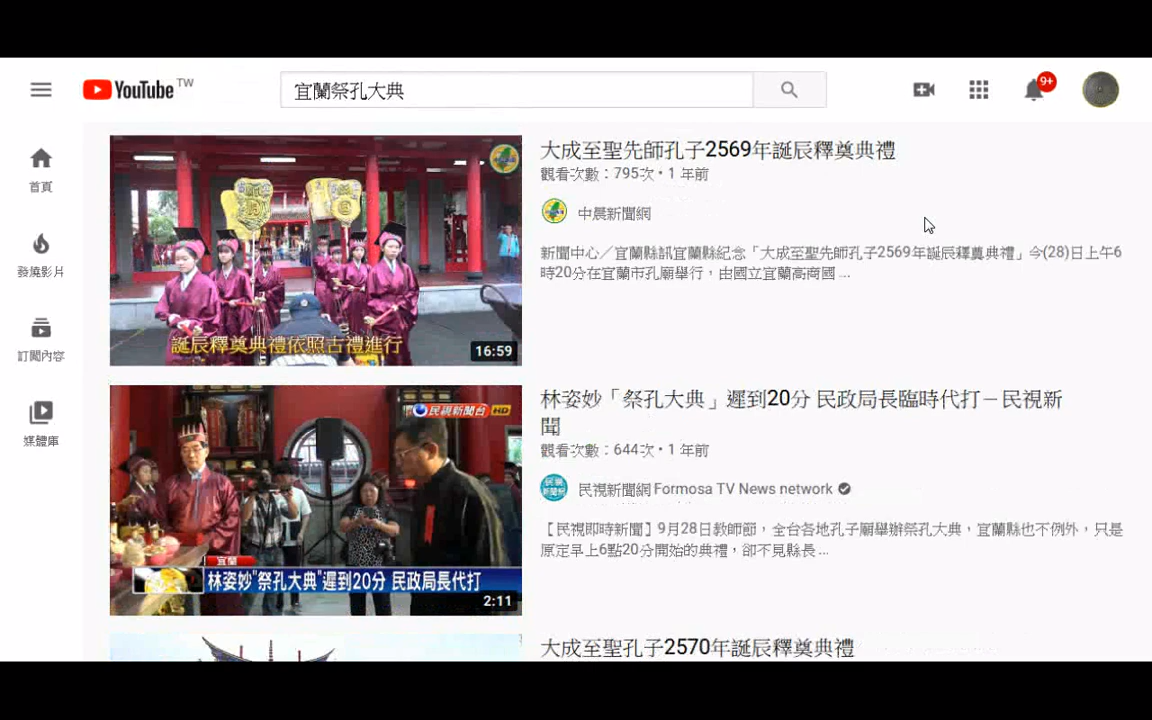 YouTube TW
宜蘭祭孔大典
9+
首頁
發燒影片
訂閱內容
媒體庫
誕辰釋奠典禮依照古禮進行
16:59
大成至聖先師孔子2569年誕辰釋奠典禮
觀看次數：795次 • 1 年前
中晨新聞網
新聞中心／宜蘭縣訊宜蘭縣紀念「大成至聖先師孔子2569年誕辰釋奠典禮」今(28)日上午6
時20分在宜蘭市孔廟舉行，由國立宜蘭高商國 ...
民視新聞台 HD
宜蘭
林姿妙"祭孔大典"遲到20分 民政局長代打
2:11
林姿妙「祭孔大典」遲到20分 民政局長臨時代打－民視新
聞
觀看次數：644次 • 1 年前
民視新聞網 Formosa TV News network
【民視即時新聞】9月28日教師節，全台各地孔子廟舉辦祭孔大典，宜蘭縣也不例外，只是
原定早上6點20分開始的典禮，卻不見縣長 ...
大成至聖孔子2570年誕辰釋奠典禮